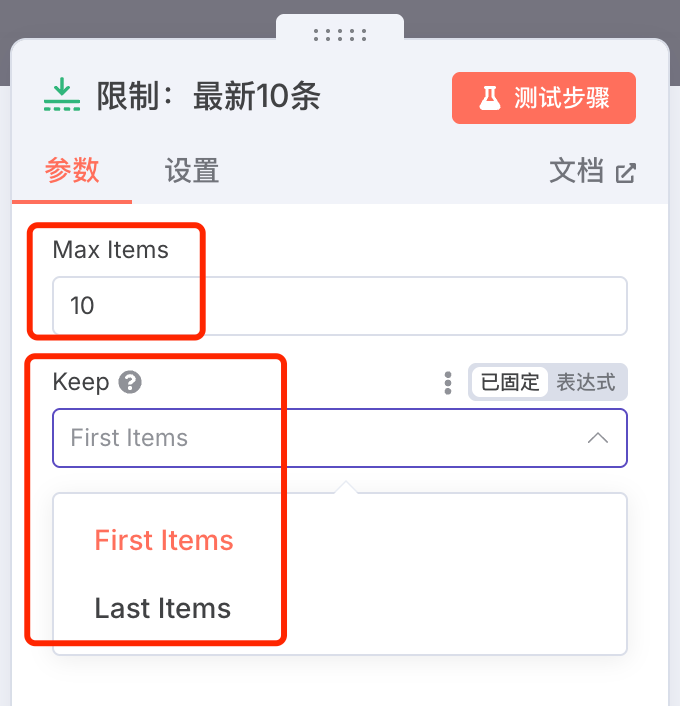 限制：最新10条
测试步骤
参数
设置
文档
Max Items
10
Keep
已固定
表达式
First Items
First Items
Last Items